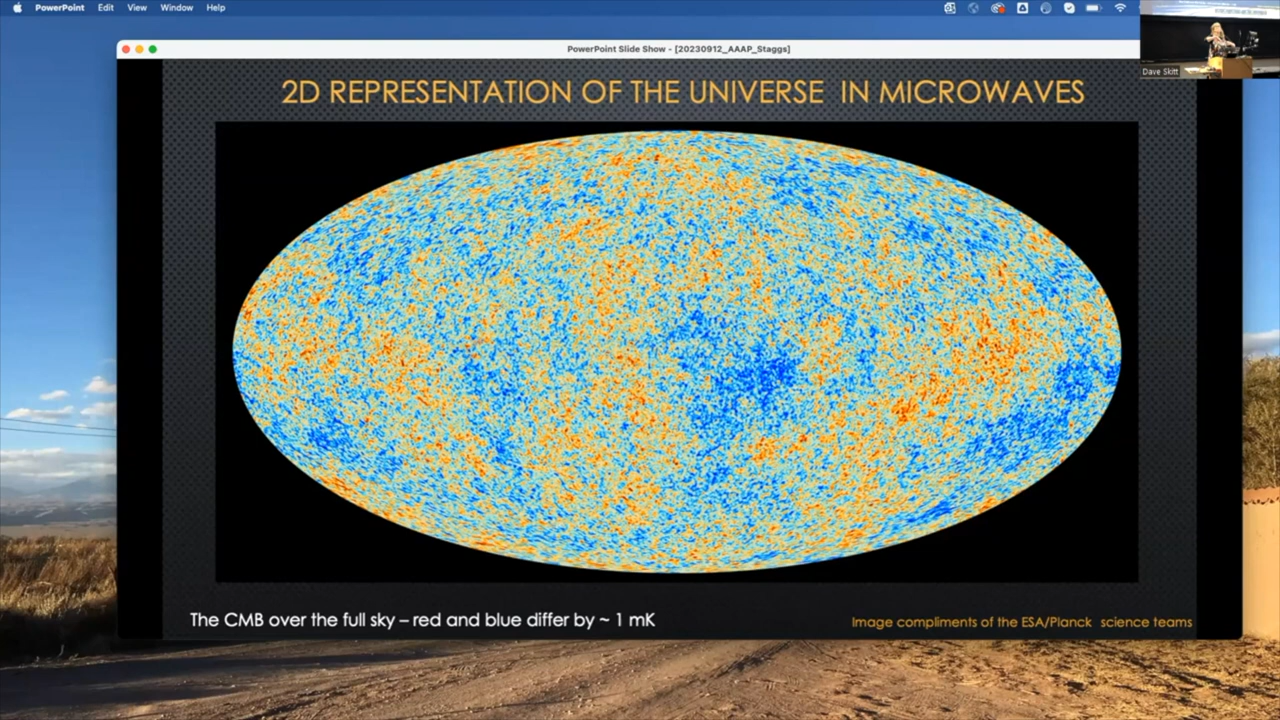 PowerPoint Edit View Window Help
PowerPoint Slide Show - [20230912_AAAP_Staggs]
Dave Skitt
2D REPRESENTATION OF THE UNIVERSE IN MICROWAVES
The CMB over the full sky – red and blue differ by ~ 1 mK
Image compliments of the ESA/Planck science teams